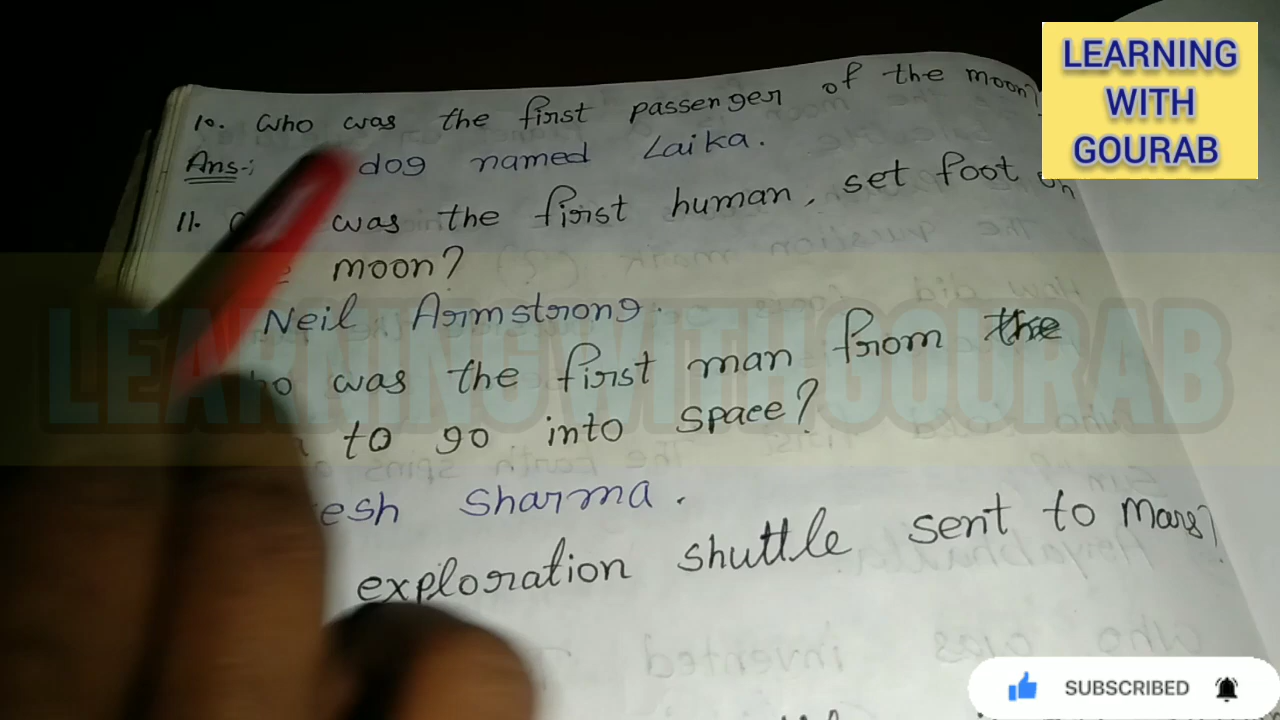 10. Who was the first passenger of the moon?
Ans:- dog named Laika.
11. was the first human, set foot on
moon?
Neil Armstrong.
was the first man from the
to go into space?
esh Sharma.
exploration shuttle sent to Mars?
LEARNING
WITH
GOURAB
LEARNINGWITHGOURAB
SUBSCRIBED